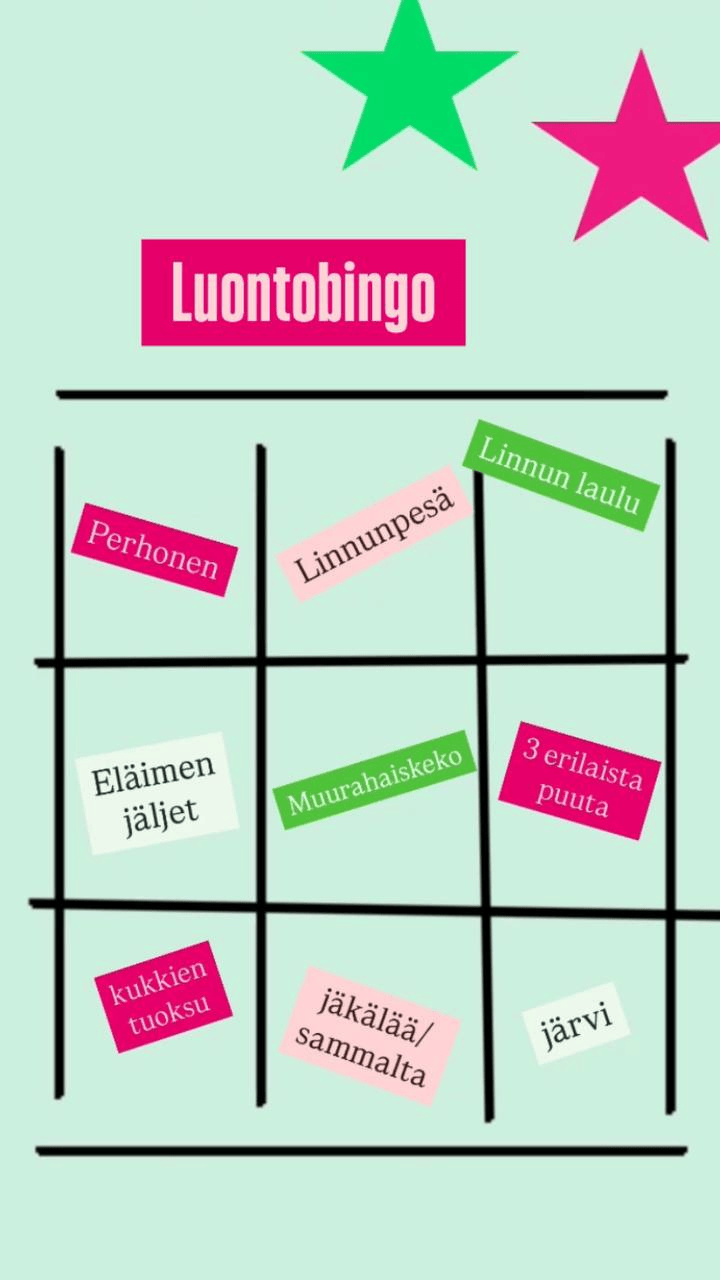 Luontobingo
Perhonen
Linnunpesä
Linnun laulu
Eläimen
jäljet
Muurahaiskeko
3 erilaista
puuta
kukkien
tuoksu
jäkälää/
sammalta
järvi